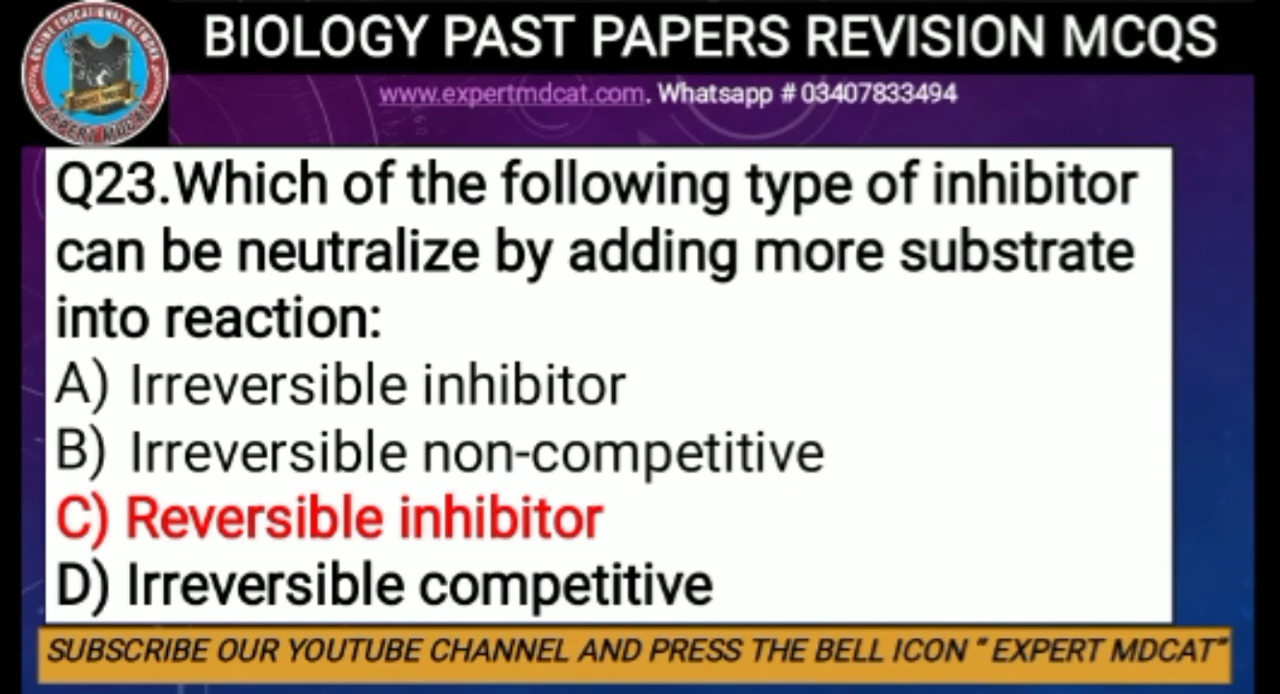 BIOLOGY PAST PAPERS REVISION MCQS
www.expertmdcat.com. Whatsapp # 03407833494
Q23.Which of the following type of inhibitor
can be neutralize by adding more substrate
into reaction:
A) Irreversible inhibitor
B) Irreversible non-competitive
C) Reversible inhibitor
D) Irreversible competitive
SUBSCRIBE OUR YOUTUBE CHANNEL AND PRESS THE BELL ICON “ EXPERT MDCAT”